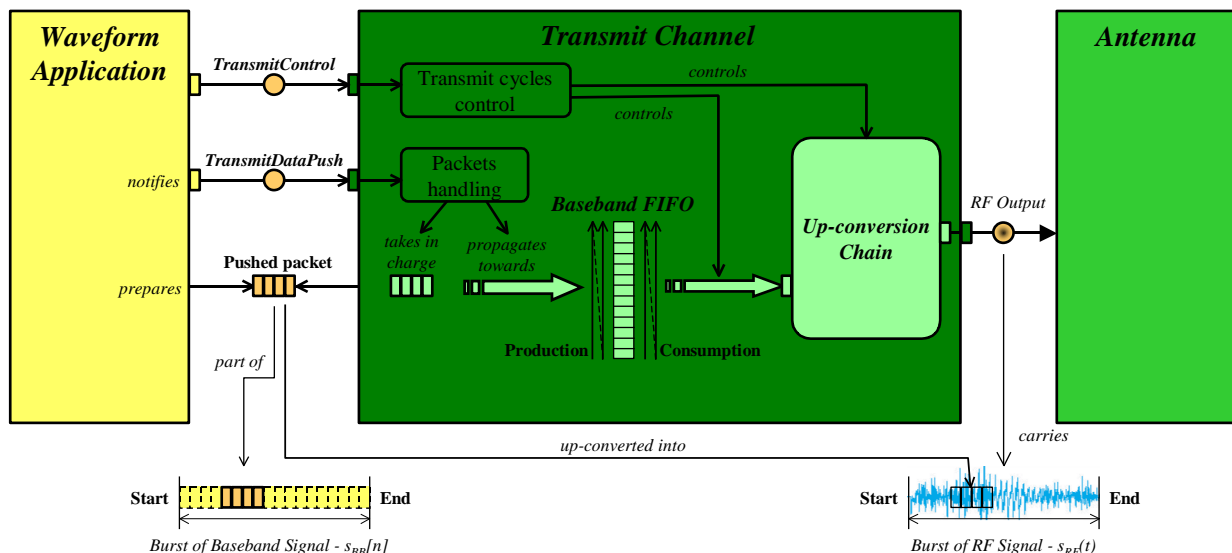 Waveform
Application
Transmit Channel
Antenna
TransmitControl
Transmit cycles
control
controls
controls
TransmitDataPush
notifies
Packets
handling
Baseband FIFO
RF Output
Up-conversion
Chain
takes in
charge
propagates
towards
Pushed packet
prepares
Production
Consumption
part of
up-converted into
carries
Start
End
Start
End
Burst of Baseband Signal - sBB[n]
Burst of RF Signal - sRF(t)